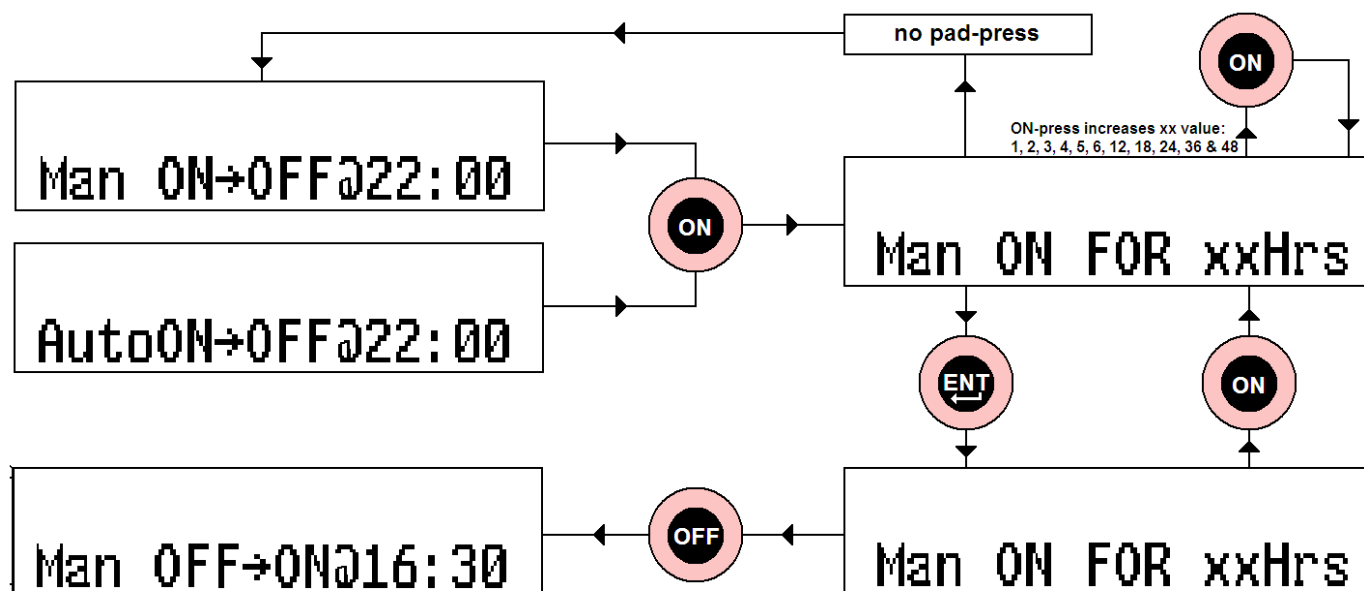 no pad-press
ON
ON-press increases xx value:
1, 2, 3, 4, 5, 6, 12, 18, 24, 36 & 48
Man ON→OFF@22:00
ON
Man ON FOR xxHrs
AutoON→OFF@22:00
ENT
ON
Man OFF→ON@16:30
OFF
Man ON FOR xxHrs